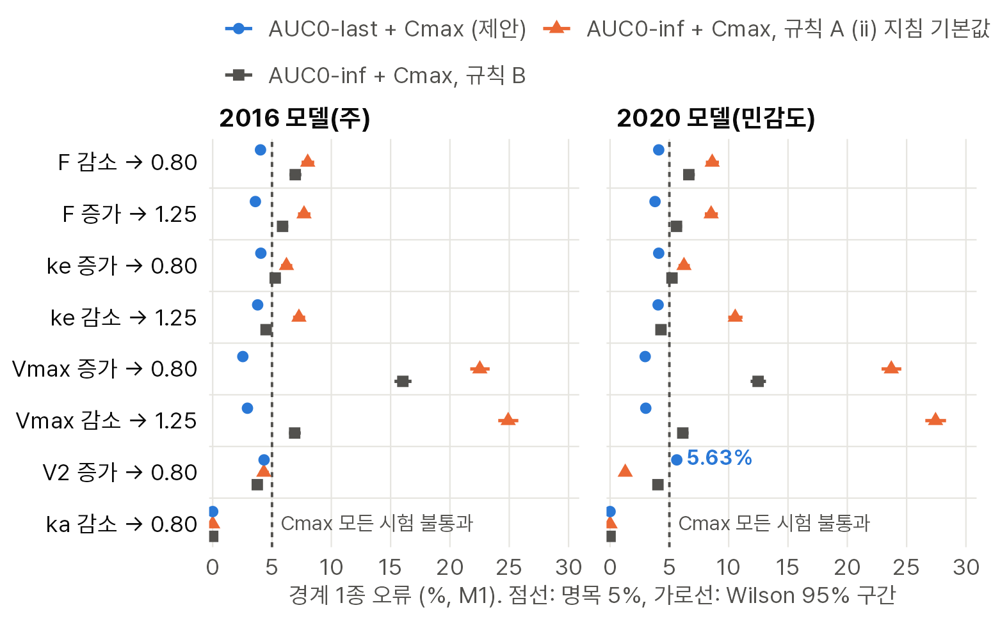 AUC0-last + Cmax (제안)
AUC0-inf + Cmax, 규칙 A (ii) 지침 기본값
AUC0-inf + Cmax, 규칙 B
2016 모델(주)
2020 모델(민감도)
F 감소 → 0.80
F 증가 → 1.25
ke 증가 → 0.80
ke 감소 → 1.25
Vmax 증가 → 0.80
Vmax 감소 → 1.25
V2 증가 → 0.80
5.63%
ka 감소 → 0.80
Cmax 모든 시험 불통과
Cmax 모든 시험 불통과
0 5 10 15 20 25 30
0 5 10 15 20 25 30
경계 1종 오류 (%, M1). 점선: 명목 5%, 가로선: Wilson 95% 구간